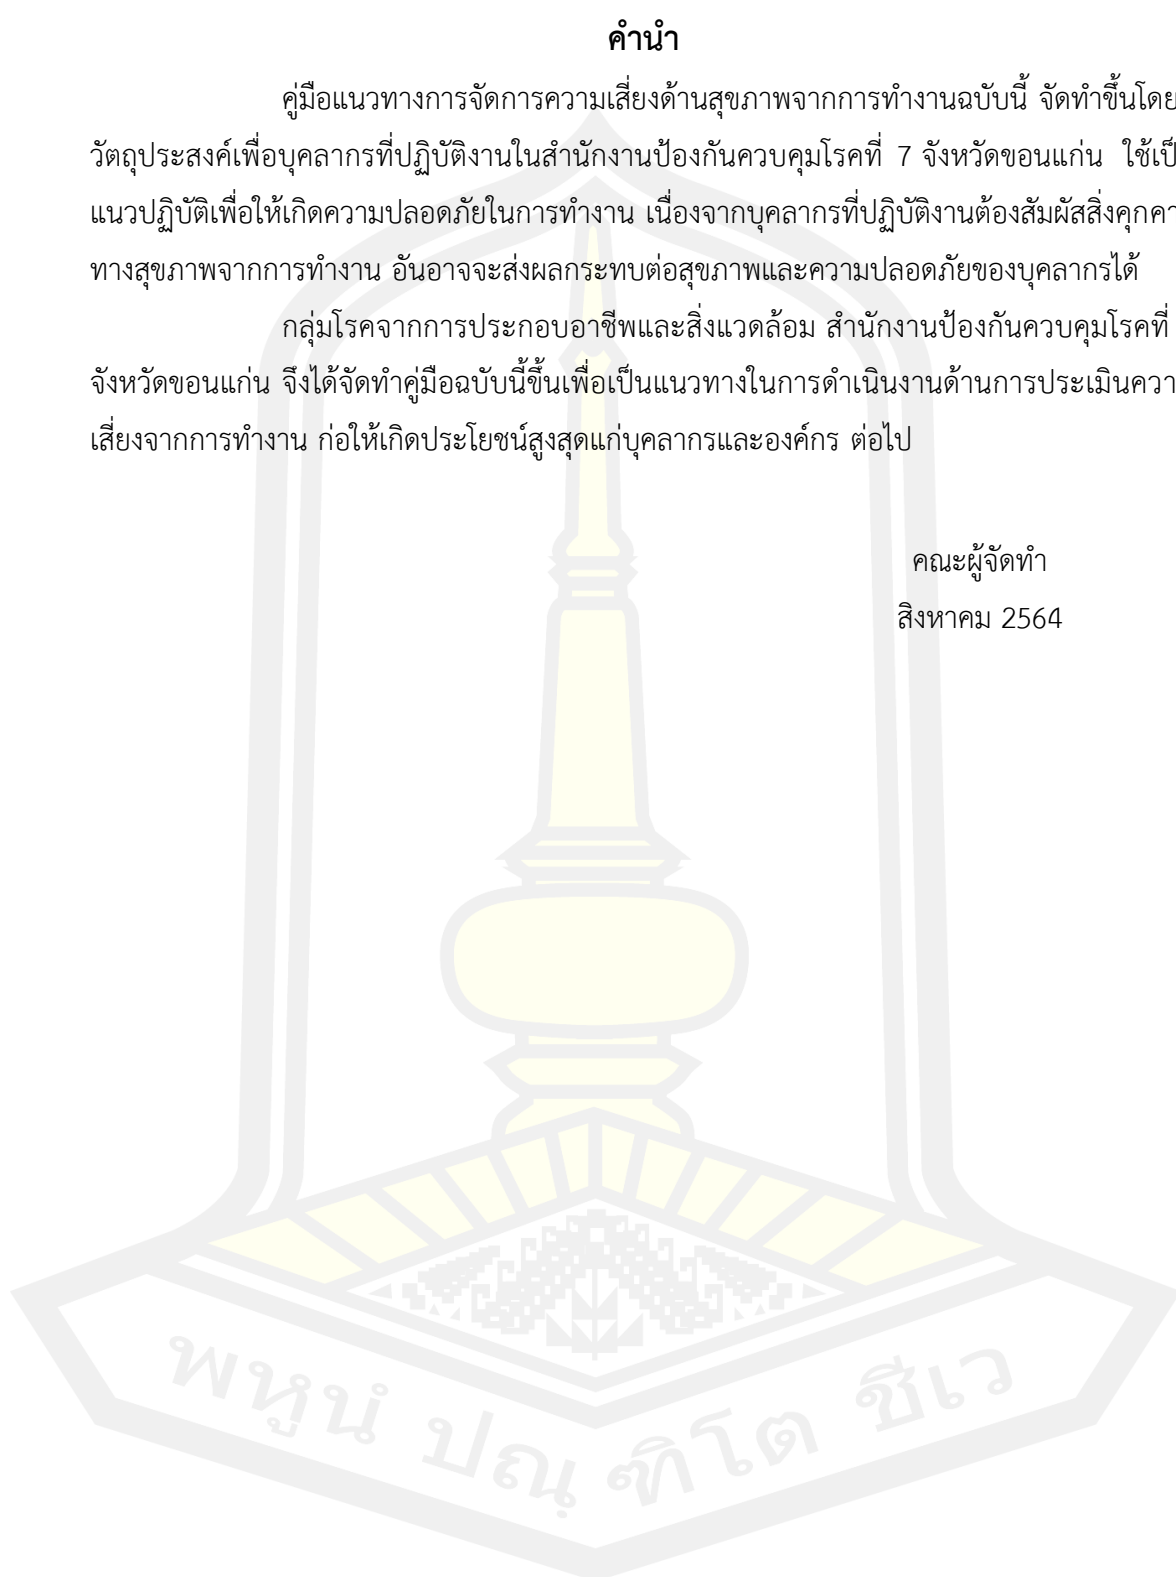 คำนำ
คู่มือแนวทางการจัดการความเสี่ยงด้านสุขภาพจากการทำงานฉบับนี้ จัดทำขึ้นโดย
วัตถุประสงค์เพื่อบุคลากรที่ปฏิบัติงานในสำนักงานป้องกันควบคุมโรคที่ 7 จังหวัดขอนแก่น ใช้เป็
แนวปฏิบัติเพื่อให้เกิดความปลอดภัยในการทำงาน เนื่องจากบุคลากรที่ปฏิบัติงานต้องสัมผัสสิ่งคุกคา
ทางสุขภาพจากการทำงาน อันอาจจะส่งผลกระทบต่อสุขภาพและความปลอดภัยของบุคลากรได้
กลุ่มโรคจากการประกอบอาชีพและสิ่งแวดล้อม สำนักงานป้องกันควบคุมโรคที่
จังหวัดขอนแก่น จึงได้จัดทำคู่มือฉบับนี้ขึ้นเพื่อเป็นแนวทางในการดำเนินงานด้านการประเมินควา
เสี่ยงจากการทำงาน ก่อให้เกิดประโยชน์สูงสุดแก่บุคลากรและองค์กร ต่อไป
คณะผู้จัดทำ
สิงหาคม 2564
พหูนํ ปณฺฑิโต ชีเว